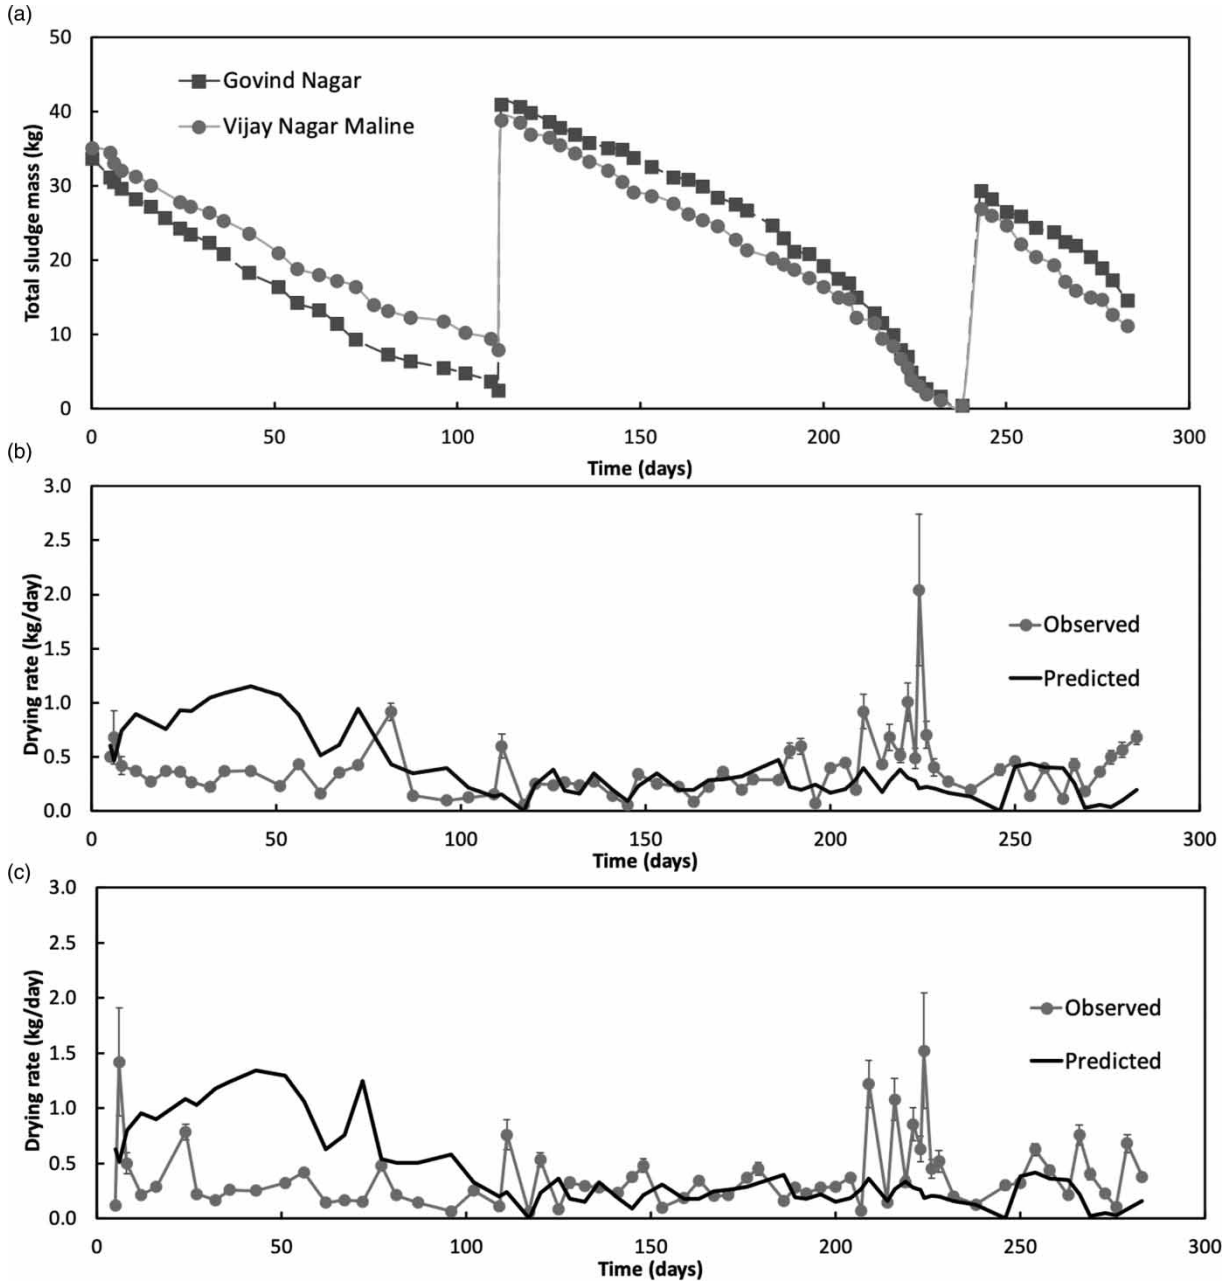 (a)
50
40
30
20
10
0
Total sludge mass (kg)
Govind Nagar
Vijay Nagar Maline
0 50 100 150 200 250 300
Time (days)
(b)
3.0
2.5
2.0
1.5
1.0
0.5
0.0
Drying rate (kg/day)
Observed
Predicted
0 50 100 150 200 250 300
Time (days)
(c)
3.0
2.5
2.0
1.5
1.0
0.5
0.0
Drying rate (kg/day)
Observed
Predicted
0 50 100 150 200 250 300
Time (days)